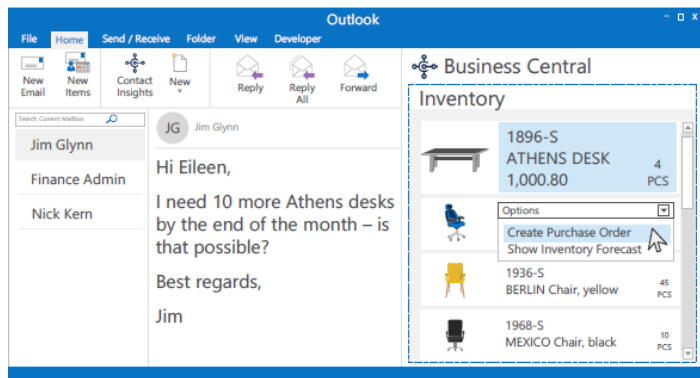 Outlook
File Home Send / Receive Folder View Developer
New Email
New Items
Contact Insights
New
Reply
Reply All
Forward
Search Current Mailbox
Jim Glynn
Finance Admin
Nick Kern
JG Jim Glynn
Hi Eileen,
I need 10 more Athens desks
by the end of the month – is
that possible?
Best regards,
Jim
Business Central
Inventory
1896-S
ATHENS DESK 4
1,000.80 PCS
Options
Create Purchase Order
Show Inventory Forecast
1936-S 45
BERLIN Chair, yellow PCS
1968-S 10
MEXICO Chair, black PCS